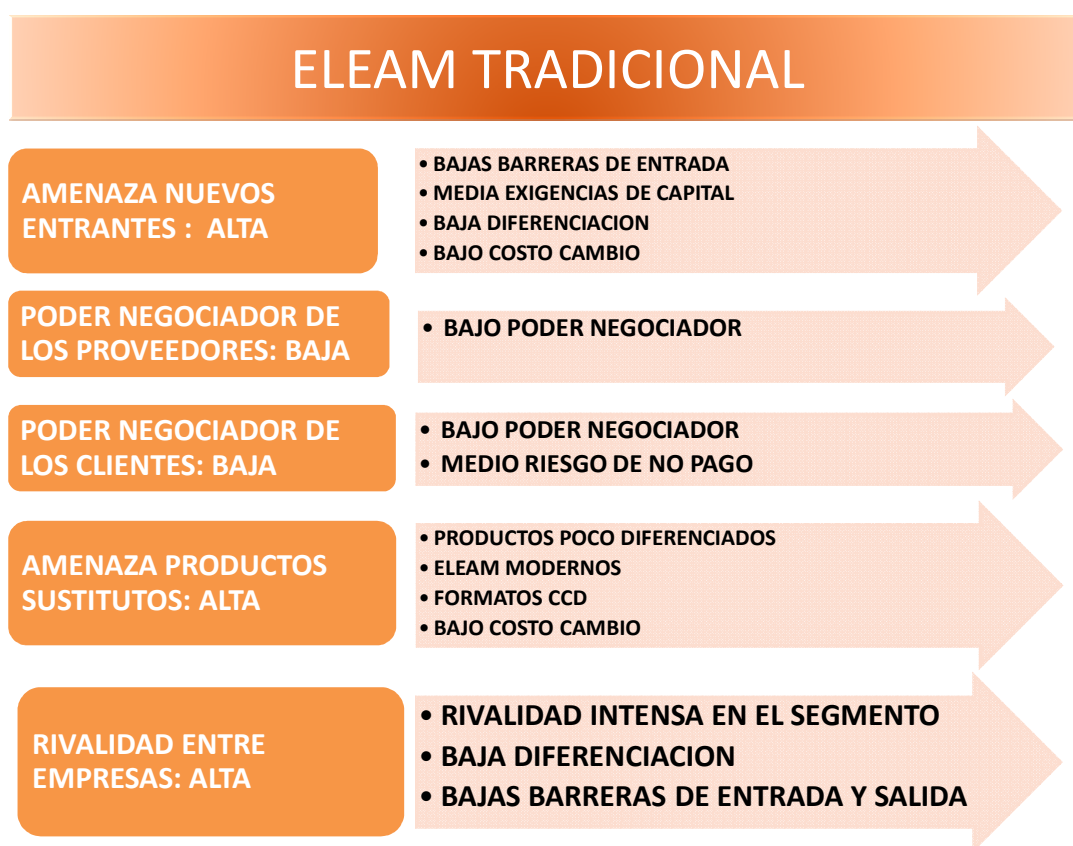 ELEAM TRADICIONAL
AMENAZA NUEVOS
ENTRANTES : ALTA
• BAJAS BARRERAS DE ENTRADA
• MEDIA EXIGENCIAS DE CAPITAL
• BAJA DIFERENCIACION
• BAJO COSTO CAMBIO
PODER NEGOCIADOR DE
LOS PROVEEDORES: BAJA
• BAJO PODER NEGOCIADOR
PODER NEGOCIADOR DE
LOS CLIENTES: BAJA
• BAJO PODER NEGOCIADOR
• MEDIO RIESGO DE NO PAGO
AMENAZA PRODUCTOS
SUSTITUTOS: ALTA
• PRODUCTOS POCO DIFERENCIADOS
• ELEAM MODERNOS
• FORMATOS CCD
• BAJO COSTO CAMBIO
RIVALIDAD ENTRE
EMPRESAS: ALTA
• RIVALIDAD INTENSA EN EL SEGMENTO
• BAJA DIFERENCIACION
• BAJAS BARRERAS DE ENTRADA Y SALIDA